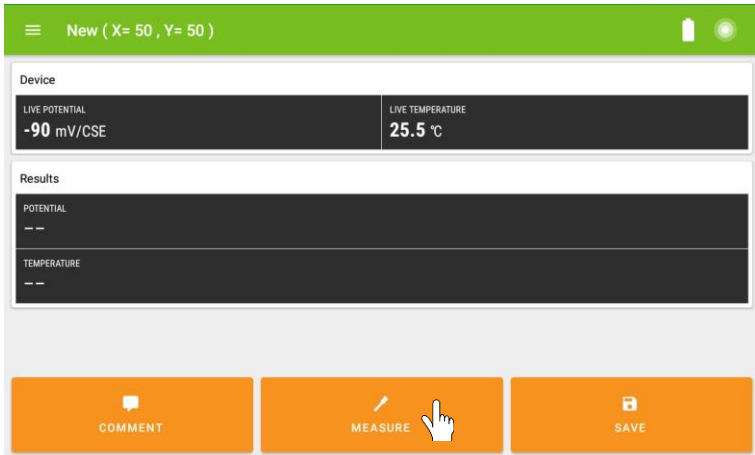 New ( X= 50 , Y= 50 )
Device
LIVE POTENTIAL
-90 mV/CSE
LIVE TEMPERATURE
25.5 ℃
Results
POTENTIAL
--
TEMPERATURE
--
COMMENT
MEASURE
SAVE